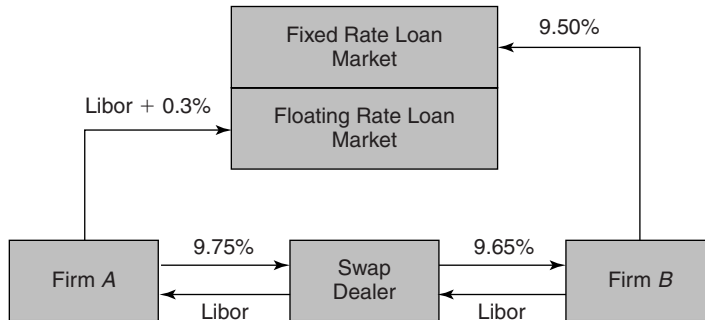 Fixed Rate Loan
Market
9.50%
Libor + 0.3%
Floating Rate Loan
Market
Firm A
9.75%
Libor
Swap
Dealer
9.65%
Libor
Firm B